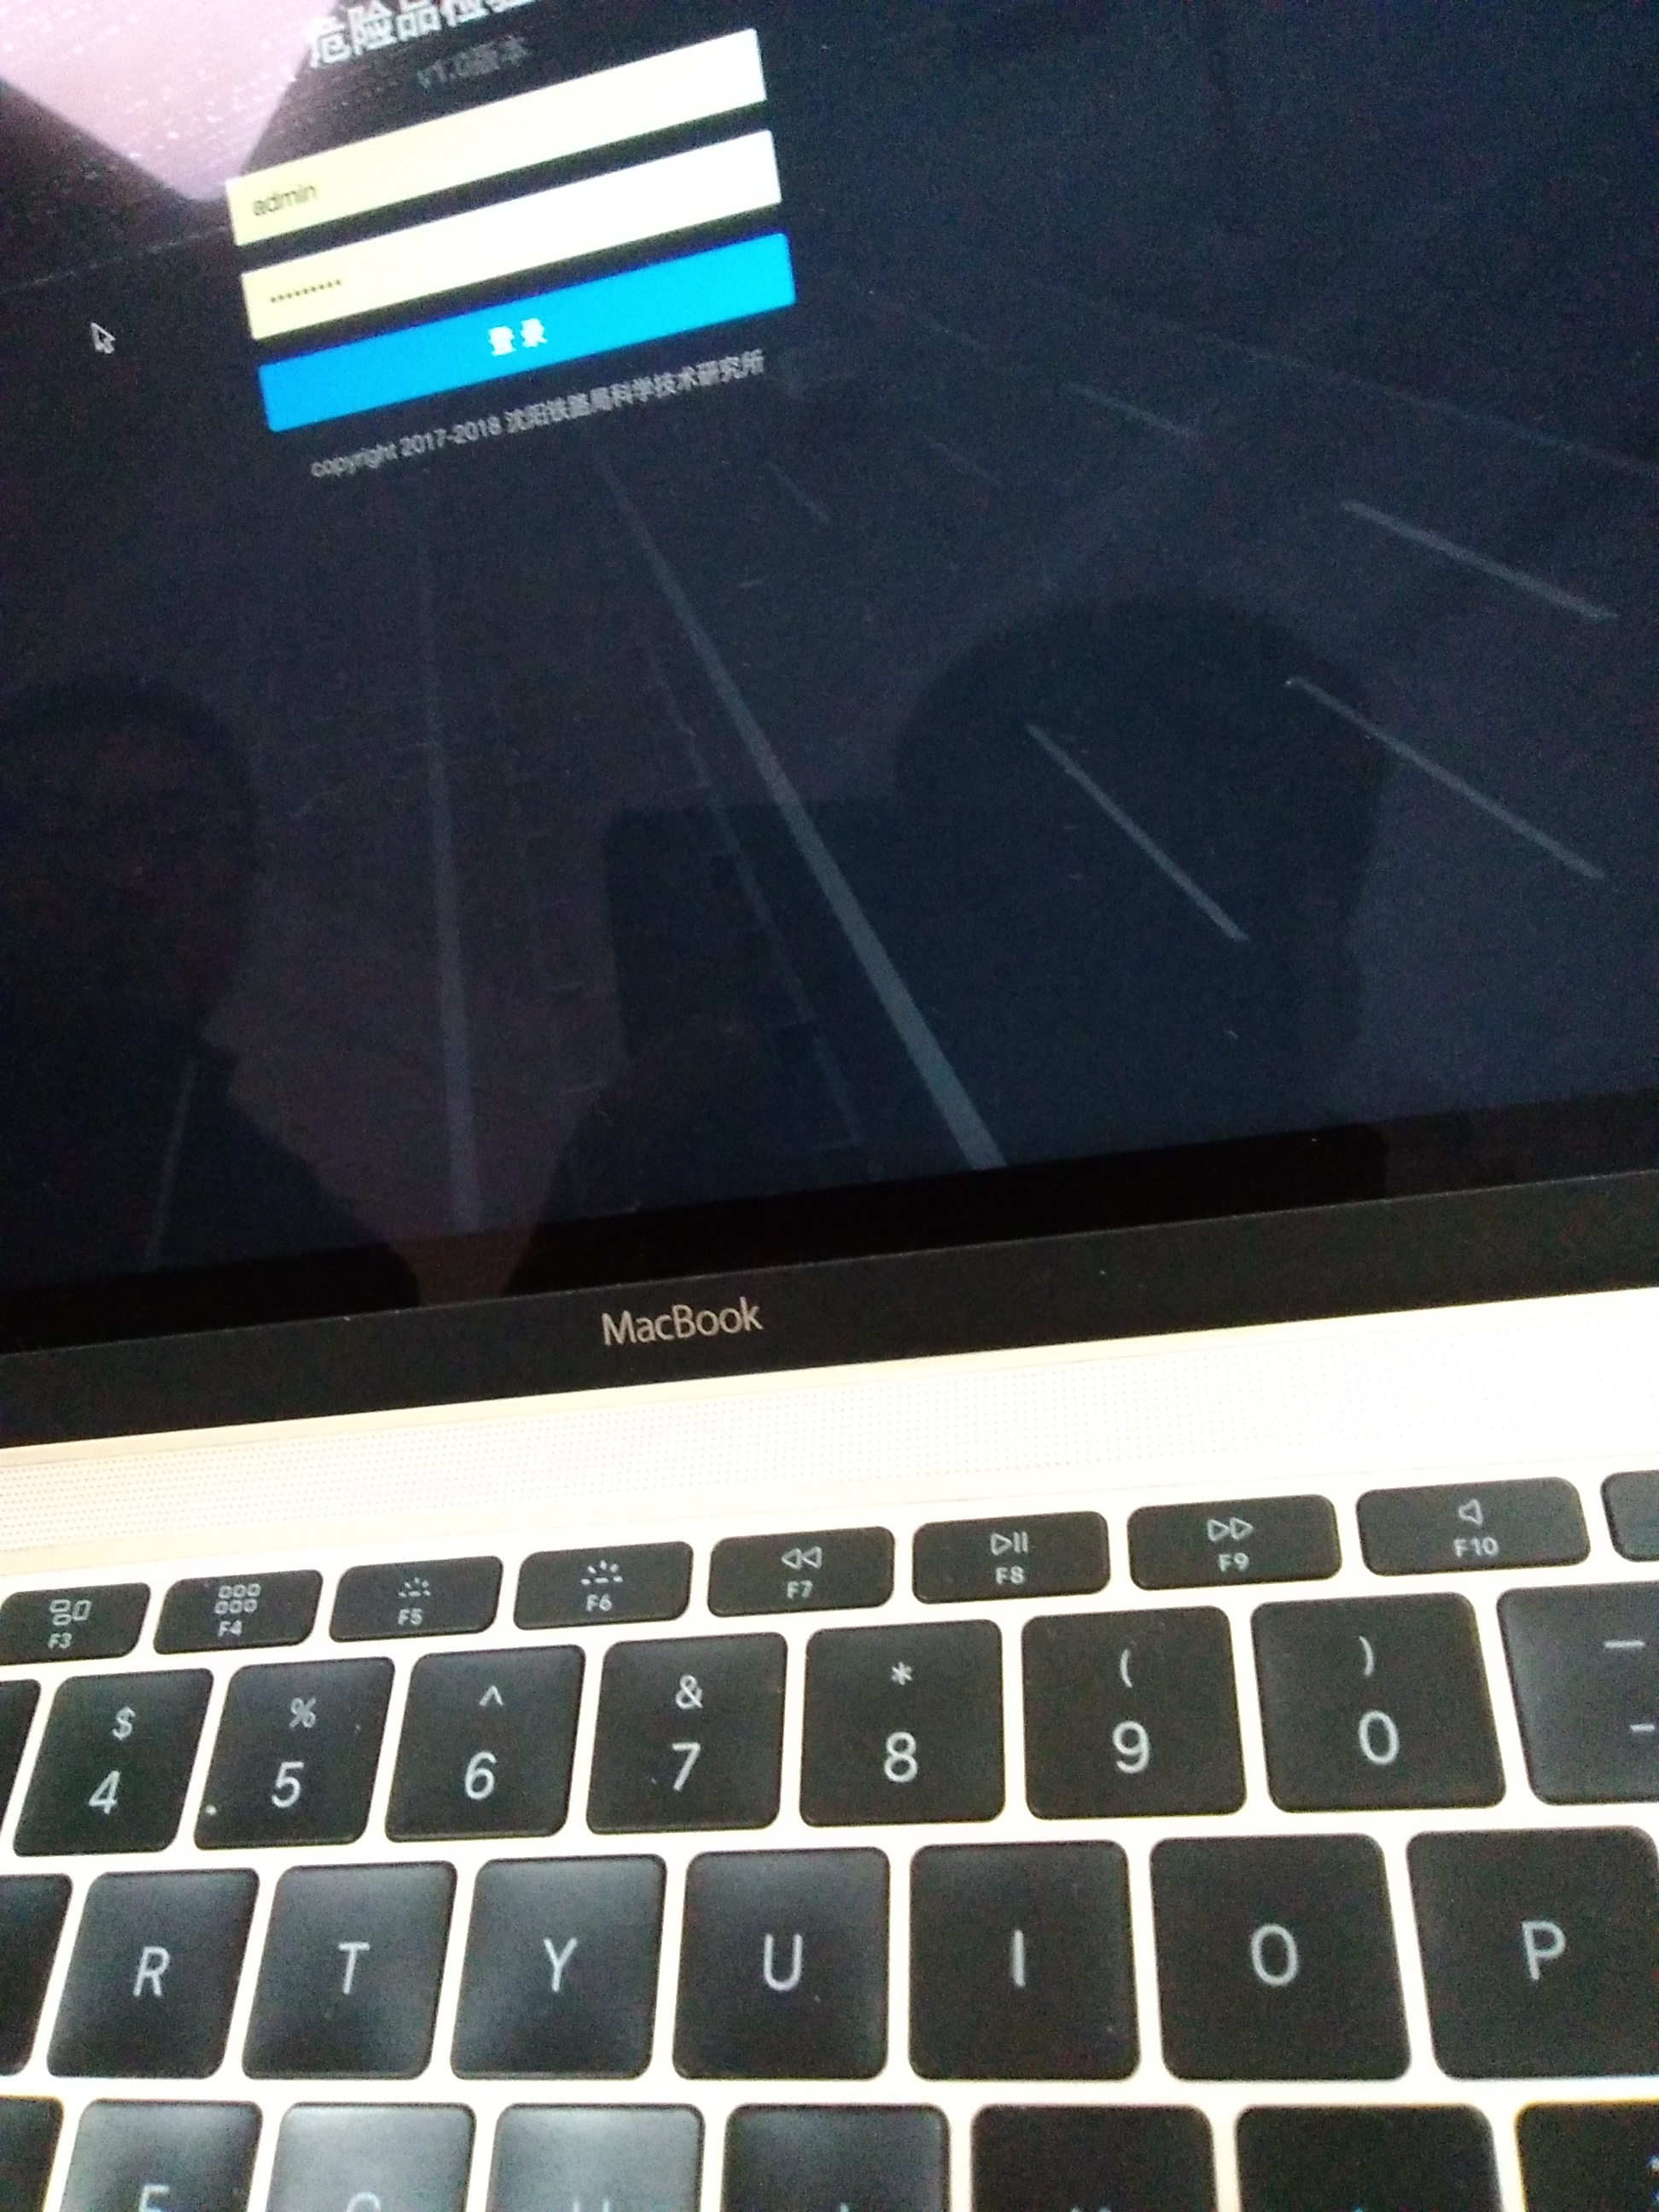 危险品检
v1.0版本
admin
•••••••••
登录
copyright 2017-2018 沈阳铁路局科学技术研究所
MacBook
F3 F4 F5 F6 F7 F8 F9 F10
$ % ^ & * ( ) —
4 5 6 7 8 9 0 -
R T Y U I O P